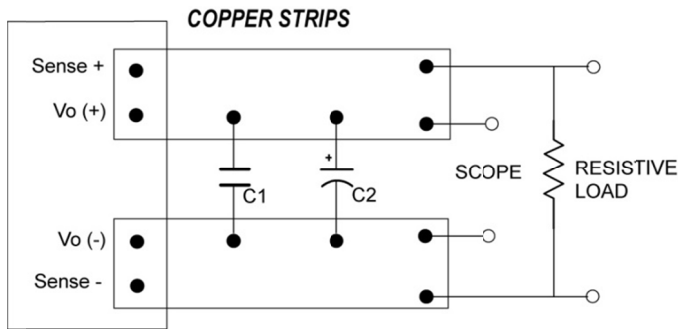 COPPER STRIPS
Sense +
Vo (+)
+
C1
C2
SCOPE
RESISTIVE
LOAD
Vo (-)
Sense -